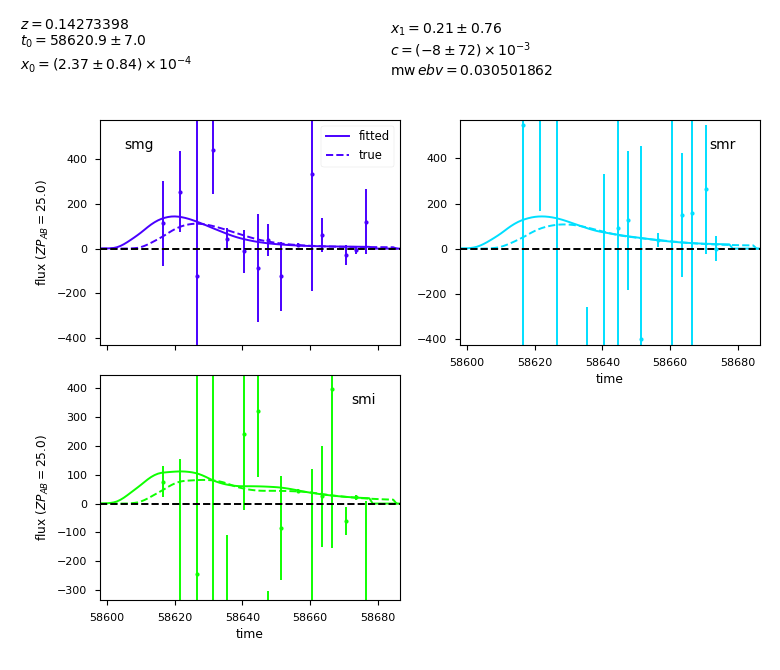 z = 0.14273398
t₀ = 58620.9 ± 7.0
x₀ = (2.37 ± 0.84) × 10⁻⁴
x₁ = 0.21 ± 0.76
c = (−8 ± 72) × 10⁻³
mw ebv = 0.030501862
smg
fitted
true
400
200
0
−200
−400
flux (ZP_AB = 25.0)
smr
400
200
0
−200
−400
58600 58620 58640 58660 58680
time
smi
400
300
200
100
0
−100
−200
−300
flux (ZP_AB = 25.0)
58600 58620 58640 58660 58680
time